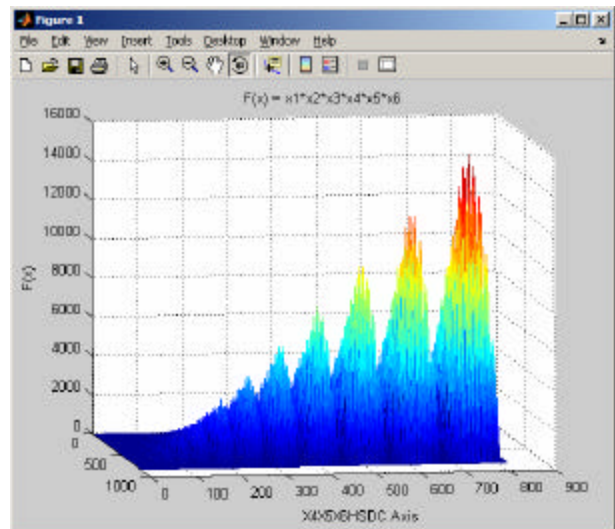 Figure 1
File Edit View Insert Tools Desktop Window Help
F(x) = x1*x2*x3*x4*x5*x6
16000
14000
12000
10000
8000
6000
4000
2000
0
F(x)
0
500
1000
0 100 200 300 400 500 600 700 800 900
X4X5X6HSDC Axis